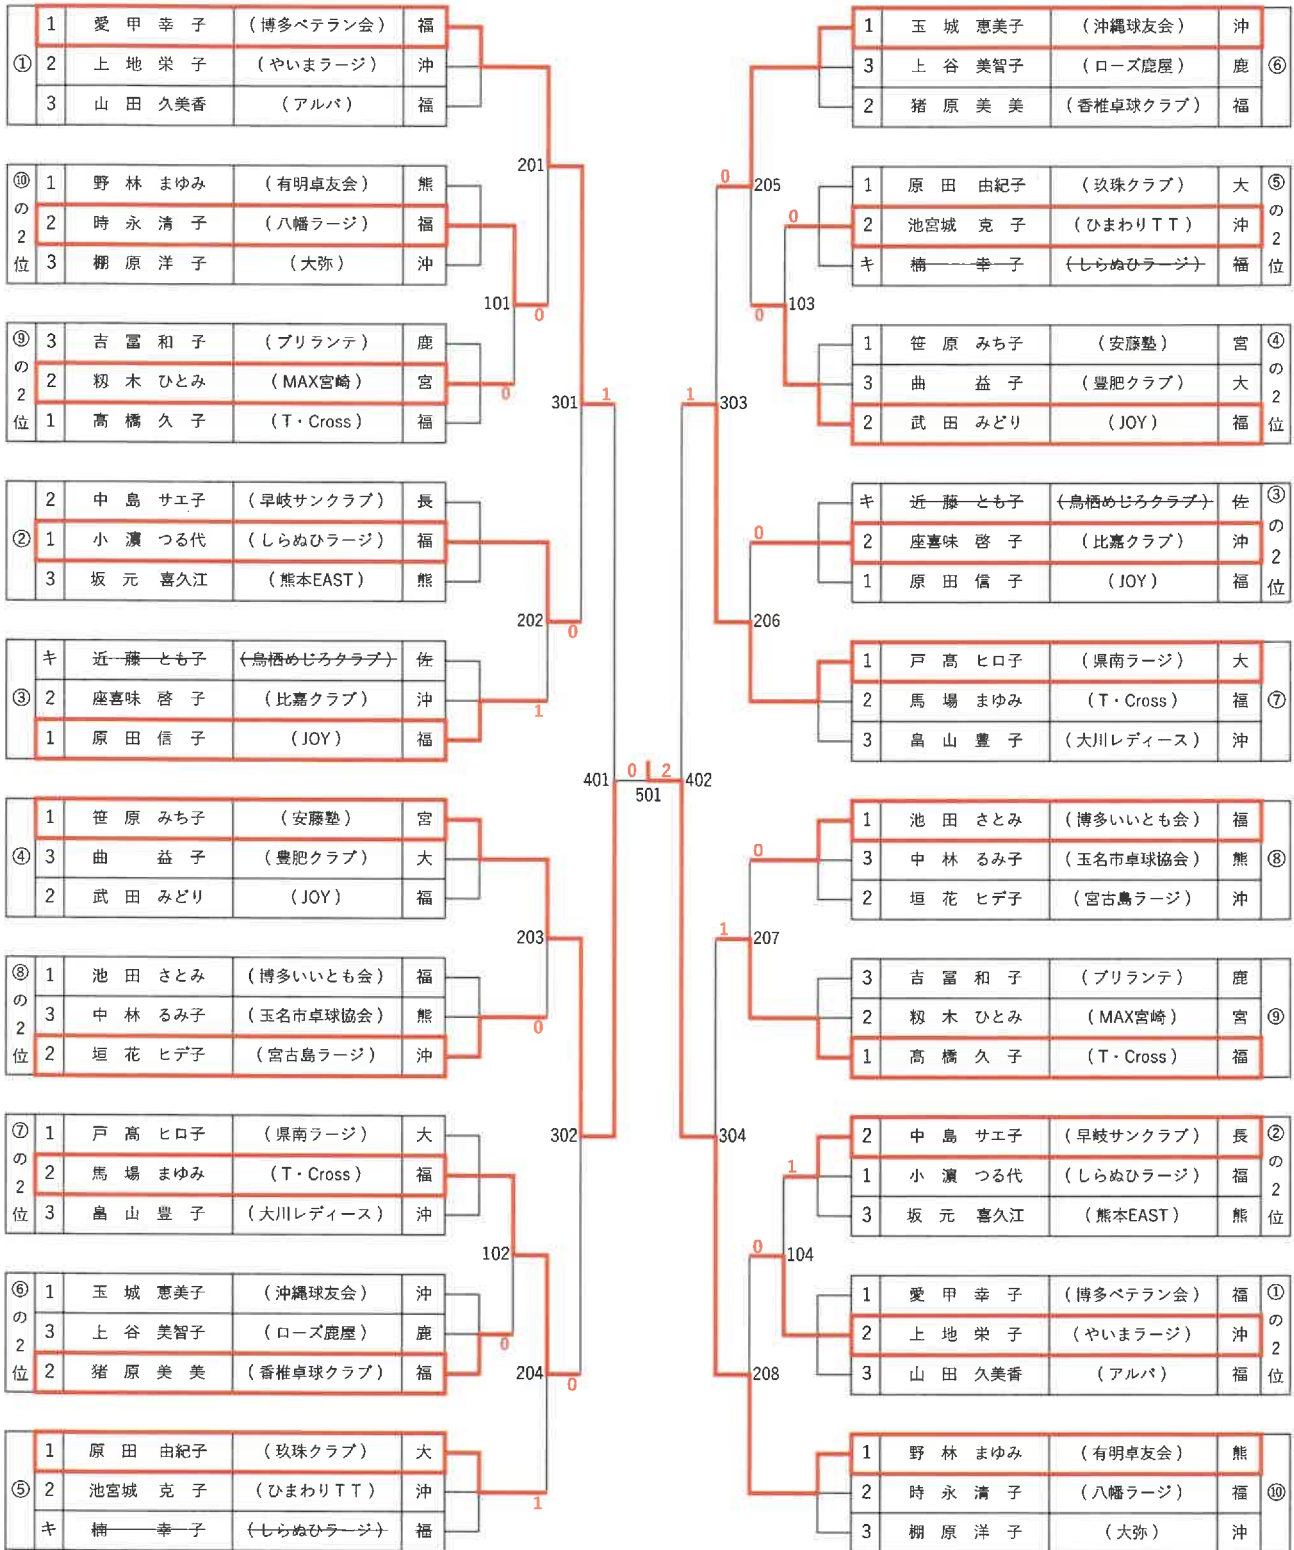 ① 1 愛甲幸子 (博多ベテラン会) 福
2 上地栄子 (やいまラージ) 沖
3 山田久美香 (アルパ) 福
⑩の2位 1 野林まゆみ (有明卓友会) 熊
2 時永清子 (八幡ラージ) 福
3 棚原洋子 (大弥) 沖
⑨の2位 3 吉冨和子 (ブリランテ) 鹿
2 籾木ひとみ (MAX宮崎) 宮
1 髙橋久子 (T・Cross) 福
② 2 中島サエ子 (早岐サンクラブ) 長
1 小濵つる代 (しらぬひラージ) 福
3 坂元喜久江 (熊本EAST) 熊
③ キ 近藤とも子 (鳥栖めじろクラブ) 佐
2 座喜味啓子 (比嘉クラブ) 沖
1 原田信子 (JOY) 福
④ 1 笹原みち子 (安藤塾) 宮
3 曲益子 (豊肥クラブ) 大
2 武田みどり (JOY) 福
⑧の2位 1 池田さとみ (博多いいとも会) 福
3 中林るみ子 (玉名市卓球協会) 熊
2 垣花ヒデ子 (宮古島ラージ) 沖
⑦の2位 1 戸髙ヒロ子 (県南ラージ) 大
2 馬場まゆみ (T・Cross) 福
3 畠山豊子 (大川レディース) 沖
⑥の2位 1 玉城恵美子 (沖縄球友会) 沖
3 上谷美智子 (ローズ鹿屋) 鹿
2 猪原美美 (香椎卓球クラブ) 福
⑤ 1 原田由紀子 (玖珠クラブ) 大
2 池宮城克子 (ひまわりTT) 沖
キ 楠幸子 (しらぬひラージ) 福
201
101
0
0
301
1
202
0
1
401
0
2
402
501
203
0
302
102
0
204
0
1
0
205
0
103
0
1
303
0
206
0
1
207
304
1
0
104
208
1 玉城恵美子 (沖縄球友会) 沖 ⑥
3 上谷美智子 (ローズ鹿屋) 鹿
2 猪原美美 (香椎卓球クラブ) 福
1 原田由紀子 (玖珠クラブ) 大 ⑤の2位
2 池宮城克子 (ひまわりTT) 沖
キ 楠幸子 (しらぬひラージ) 福
1 笹原みち子 (安藤塾) 宮 ④の2位
3 曲益子 (豊肥クラブ) 大
2 武田みどり (JOY) 福
キ 近藤とも子 (鳥栖めじろクラブ) 佐 ③の2位
2 座喜味啓子 (比嘉クラブ) 沖
1 原田信子 (JOY) 福
1 戸髙ヒロ子 (県南ラージ) 大 ⑦
2 馬場まゆみ (T・Cross) 福
3 畠山豊子 (大川レディース) 沖
1 池田さとみ (博多いいとも会) 福 ⑧
3 中林るみ子 (玉名市卓球協会) 熊
2 垣花ヒデ子 (宮古島ラージ) 沖
3 吉冨和子 (ブリランテ) 鹿 ⑨
2 籾木ひとみ (MAX宮崎) 宮
1 髙橋久子 (T・Cross) 福
2 中島サエ子 (早岐サンクラブ) 長 ②の2位
1 小濵つる代 (しらぬひラージ) 福
3 坂元喜久江 (熊本EAST) 熊
1 愛甲幸子 (博多ベテラン会) 福 ①の2位
2 上地栄子 (やいまラージ) 沖
3 山田久美香 (アルパ) 福
1 野林まゆみ (有明卓友会) 熊 ⑩
2 時永清子 (八幡ラージ) 福
3 棚原洋子 (大弥) 沖